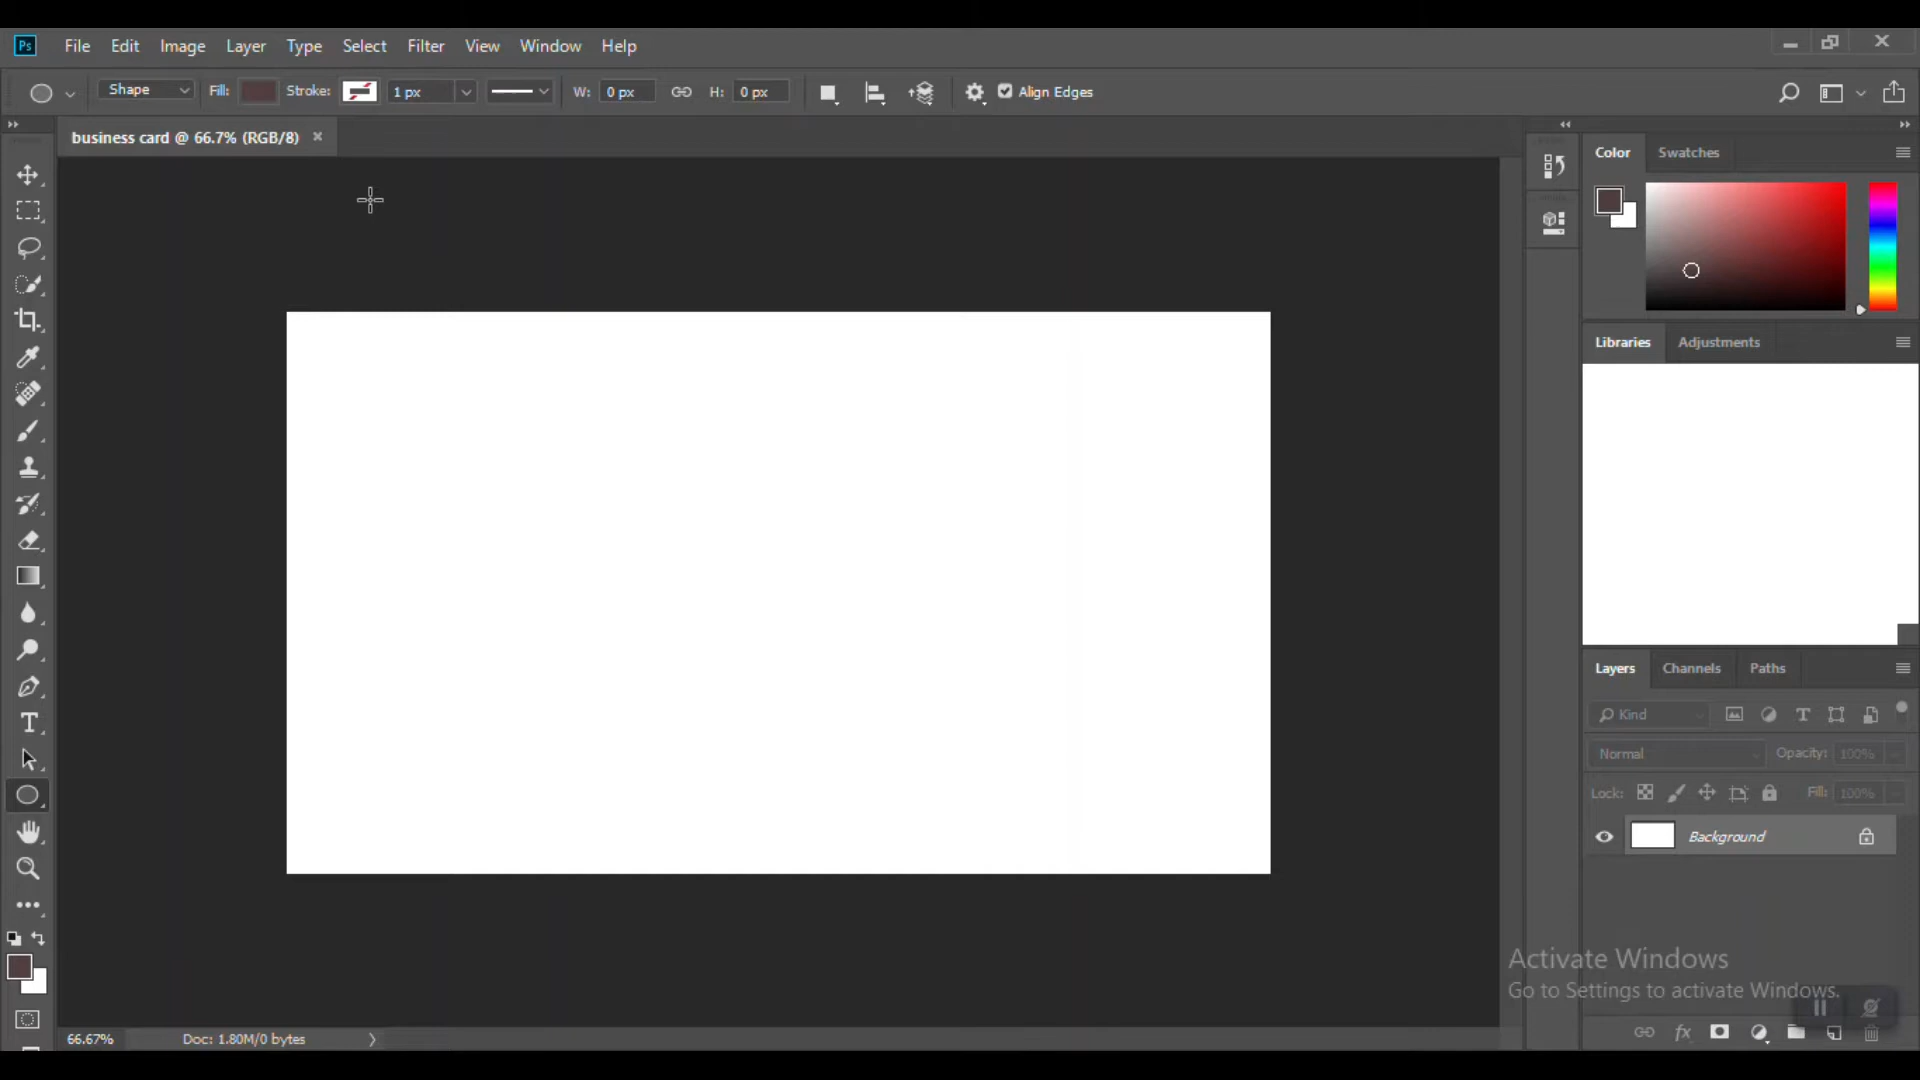 Ps File Edit Image Layer Type Select Filter View Window Help
Shape Fill: Stroke: 1 px W: 0 px H: 0 px Align Edges
business card @ 66.7% (RGB/8) ×
Color Swatches
Libraries Adjustments
Layers Channels Paths
Kind
Normal Opacity: 100%
Lock: Fill: 100%
Background
Activate Windows
Go to Settings to activate Windows.
66.67% Doc: 1.80M/0 bytes